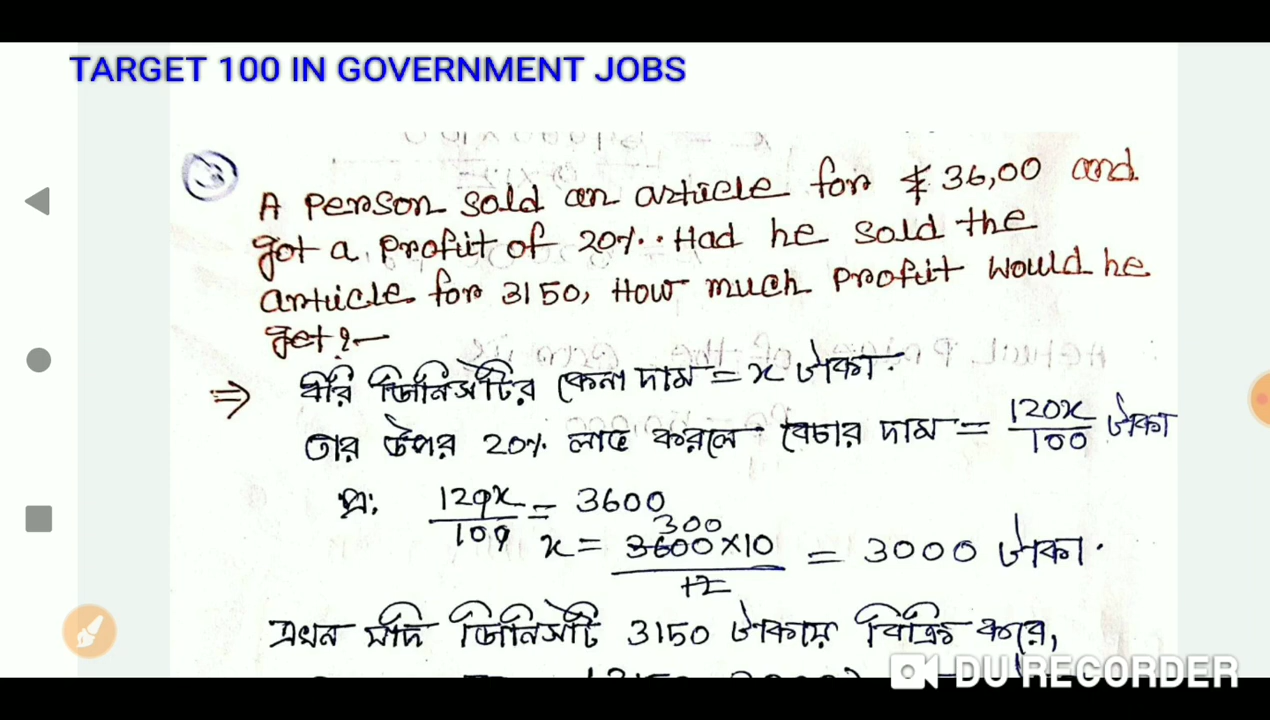 TARGET 100 IN GOVERNMENT JOBS
3
A person sold an article for ₹ 36,00 and
got a profit of 20%. Had he sold the
article for 3150, How much profit would he
get?—
⇒ ধরি জিনিসটির কেনা দাম = x টাকা.
তার উপর 20% লাভ করলে বেচার দাম = 120x/100 টাকা
প্র: 120x/100 = 3600
300
x = 3600×10/12 = 3000 টাকা.
এখন যদি জিনিসটি 3150 টাকায় বিক্রি করে,
DU RECORDER